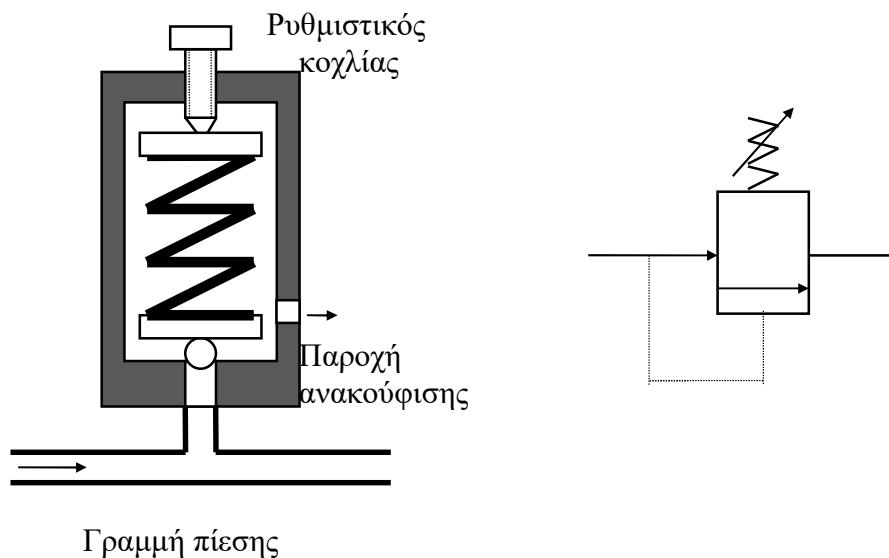 Ρυθμιστικός
κοχλίας
Παροχή
ανακούφισης
Γραμμή πίεσης